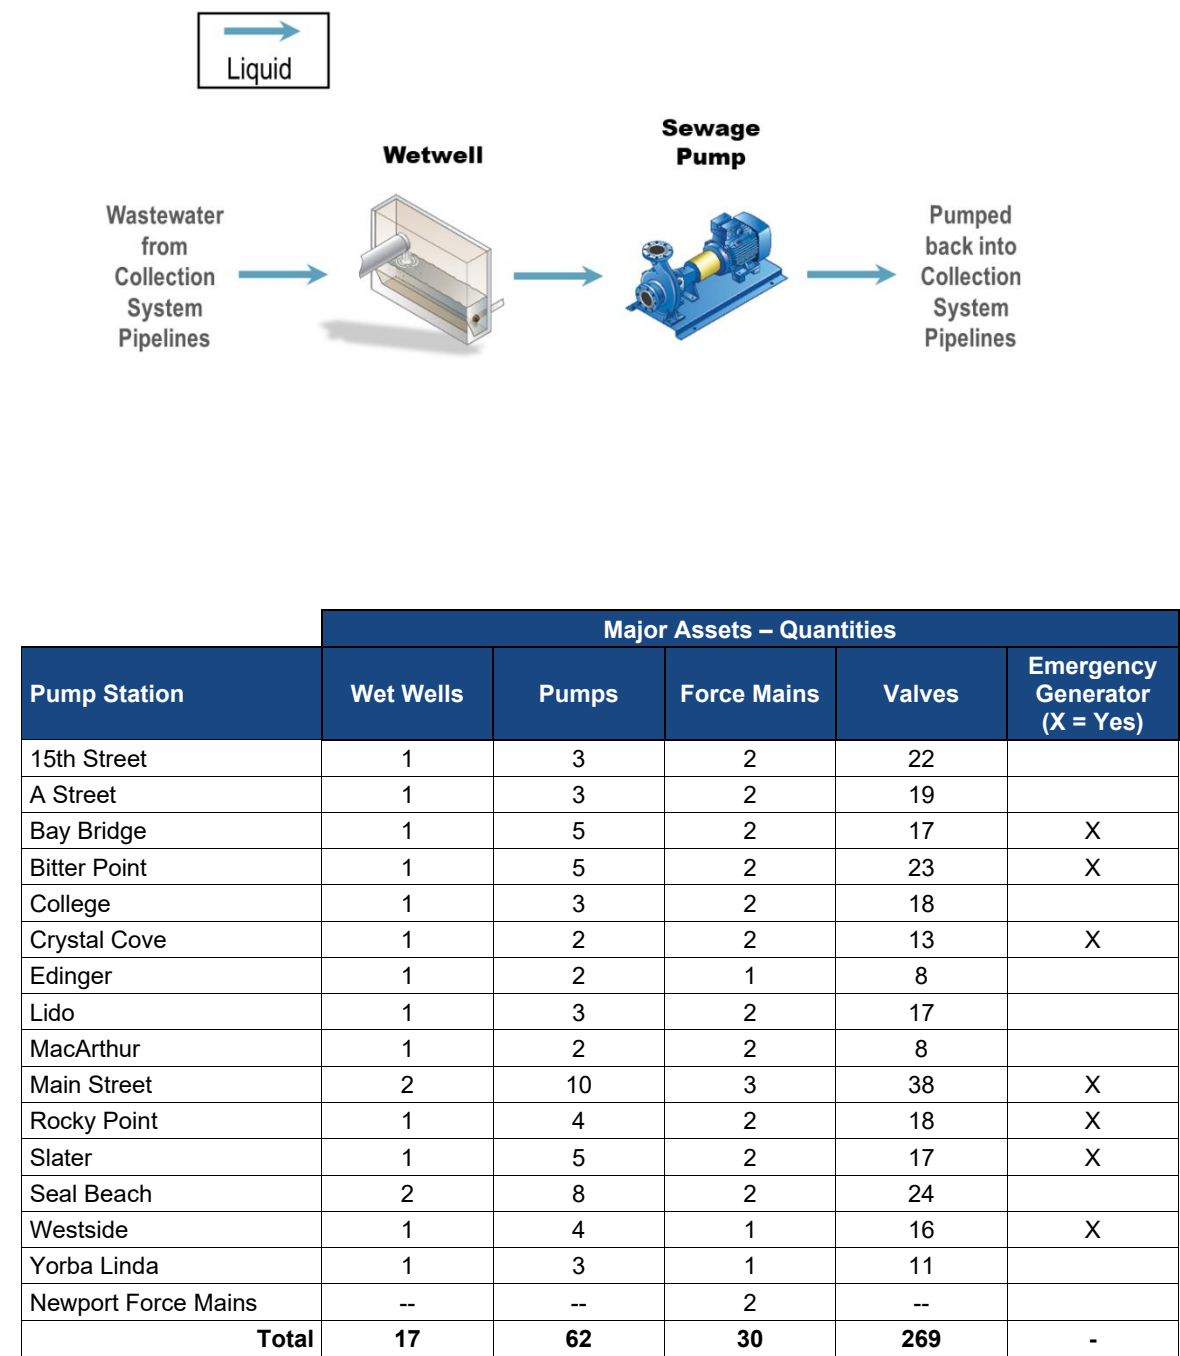 Liquid
Wetwell
Sewage
Pump
Wastewater
from
Collection
System
Pipelines
Pumped
back into
Collection
System
Pipelines
Major Assets – Quantities
Pump Station Wet Wells Pumps Force Mains Valves Emergency Generator (X = Yes)
15th Street 1 3 2 22
A Street 1 3 2 19
Bay Bridge 1 5 2 17 X
Bitter Point 1 5 2 23 X
College 1 3 2 18
Crystal Cove 1 2 2 13 X
Edinger 1 2 1 8
Lido 1 3 2 17
MacArthur 1 2 2 8
Main Street 2 10 3 38 X
Rocky Point 1 4 2 18 X
Slater 1 5 2 17 X
Seal Beach 2 8 2 24
Westside 1 4 1 16 X
Yorba Linda 1 3 1 11
Newport Force Mains -- -- 2 --
Total 17 62 30 269 -